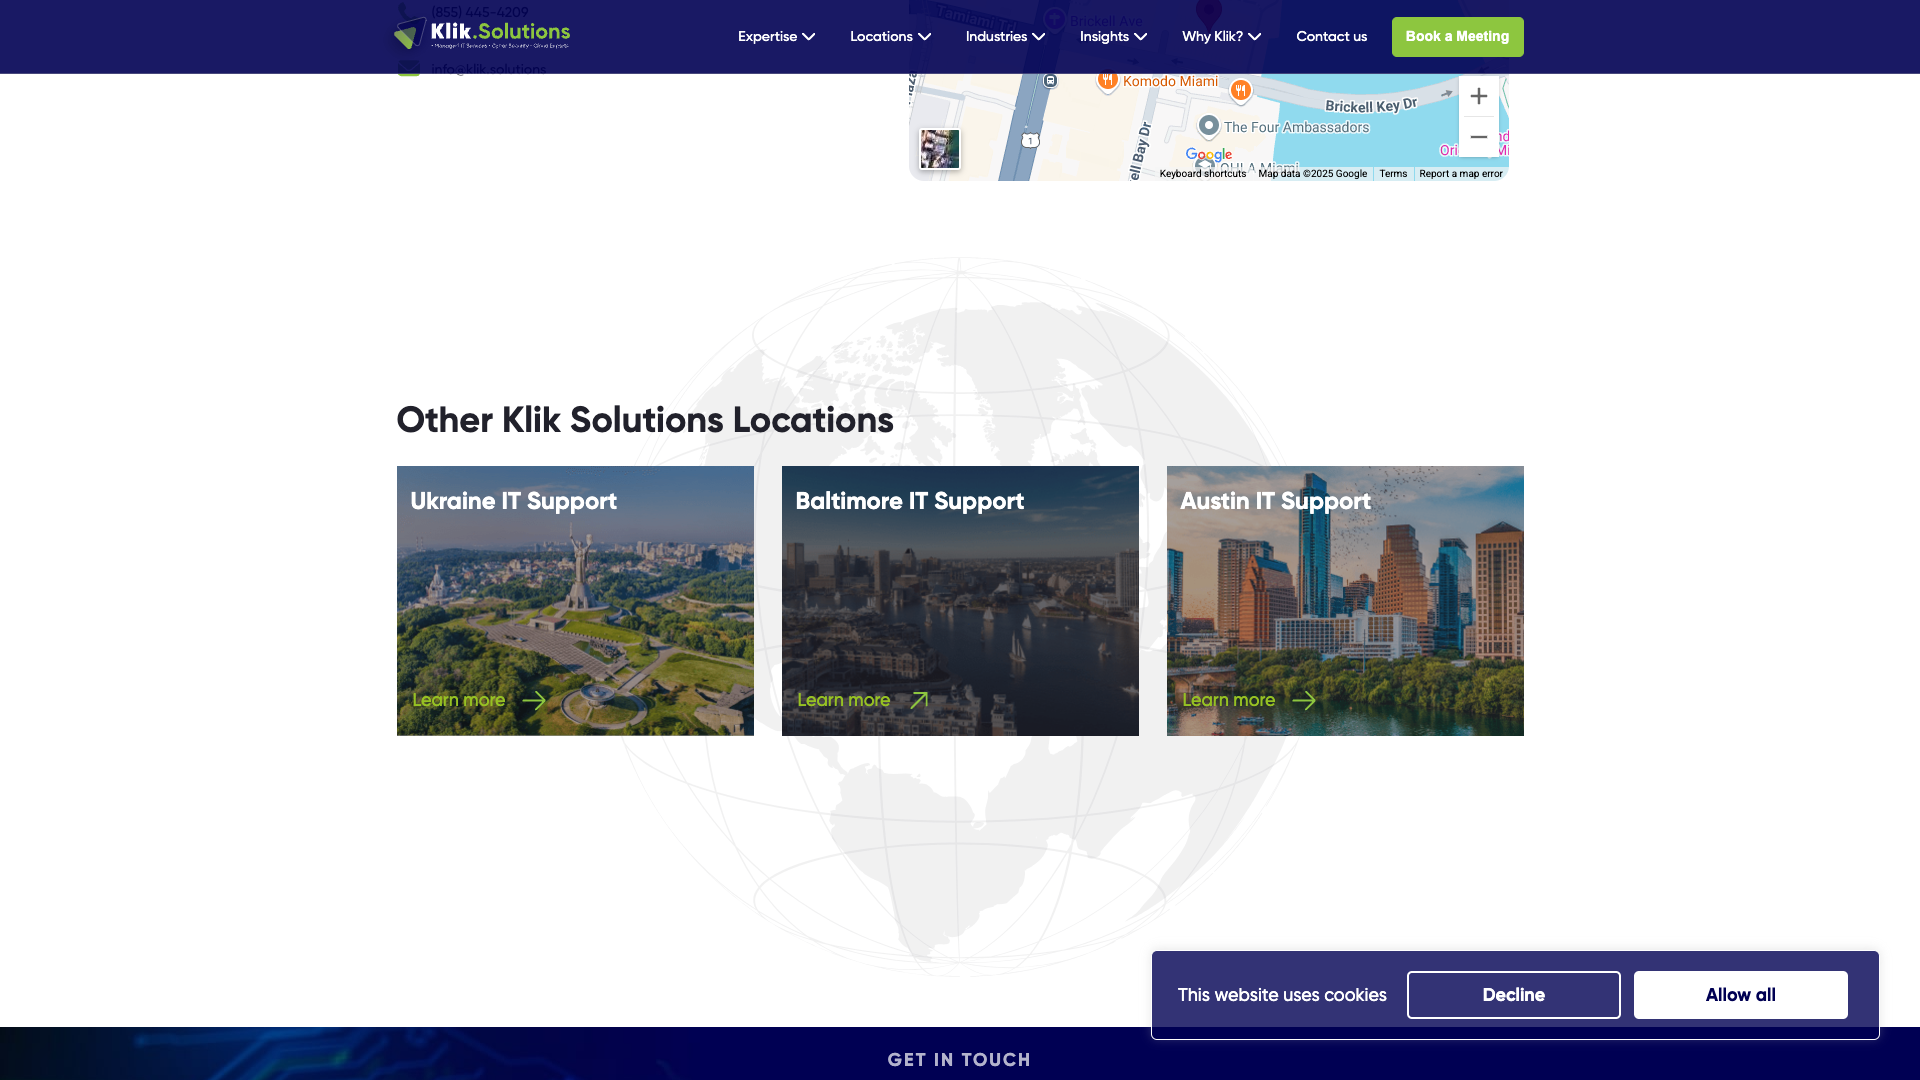 (855) 445-4209
Klik.Solutions
• Managed IT Services • Cyber Security • Cloud Experts
info@klik.solutions
Expertise
Locations
Industries
Insights
Why Klik?
Contact us
Book a Meeting
Tamiami Trl
Brickell Ave
Komodo Miami
Brickell Key Dr
The Four Ambassadors
ell Bay Dr
1
Google
OHLA Miami
Keyboard shortcuts
Map data ©2025 Google
Terms
Report a map error
Other Klik Solutions Locations
Ukraine IT Support
Learn more
Baltimore IT Support
Learn more
Austin IT Support
Learn more
This website uses cookies
Decline
Allow all
GET IN TOUCH